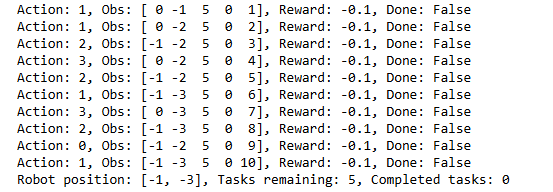 Action: 1, Obs: [ 0 -1  5  0  1], Reward: -0.1, Done: False
Action: 1, Obs: [ 0 -2  5  0  2], Reward: -0.1, Done: False
Action: 2, Obs: [-1 -2  5  0  3], Reward: -0.1, Done: False
Action: 3, Obs: [ 0 -2  5  0  4], Reward: -0.1, Done: False
Action: 2, Obs: [-1 -2  5  0  5], Reward: -0.1, Done: False
Action: 1, Obs: [-1 -3  5  0  6], Reward: -0.1, Done: False
Action: 3, Obs: [ 0 -3  5  0  7], Reward: -0.1, Done: False
Action: 2, Obs: [-1 -3  5  0  8], Reward: -0.1, Done: False
Action: 0, Obs: [-1 -2  5  0  9], Reward: -0.1, Done: False
Action: 1, Obs: [-1 -3  5  0 10], Reward: -0.1, Done: False
Robot position: [-1, -3], Tasks remaining: 5, Completed tasks: 0